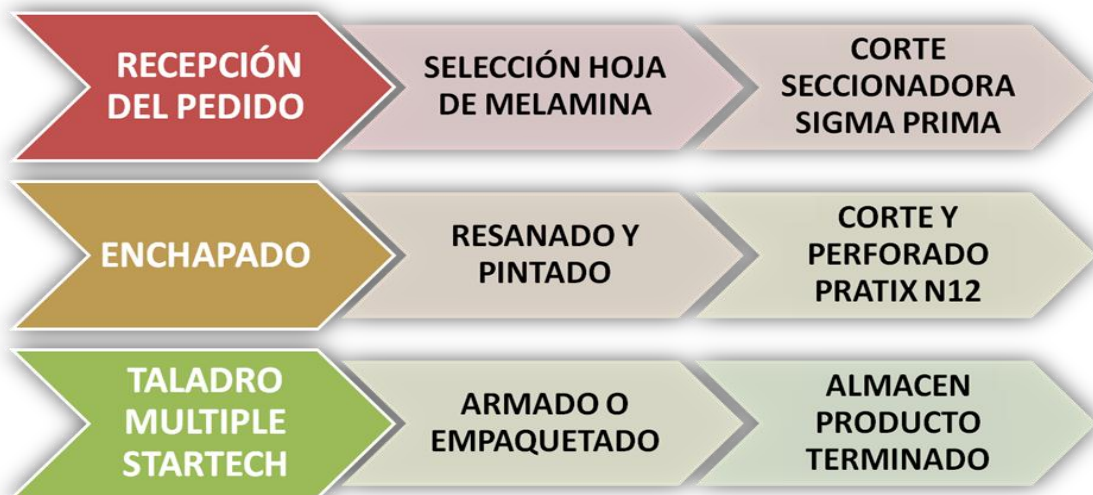 RECEPCIÓN
DEL PEDIDO
SELECCIÓN HOJA
DE MELAMINA
CORTE
SECCIONADORA
SIGMA PRIMA
ENCHAPADO
RESANADO Y
PINTADO
CORTE Y
PERFORADO
PRATIX N12
TALADRO
MULTIPLE
STARTECH
ARMADO O
EMPAQUETADO
ALMACEN
PRODUCTO
TERMINADO